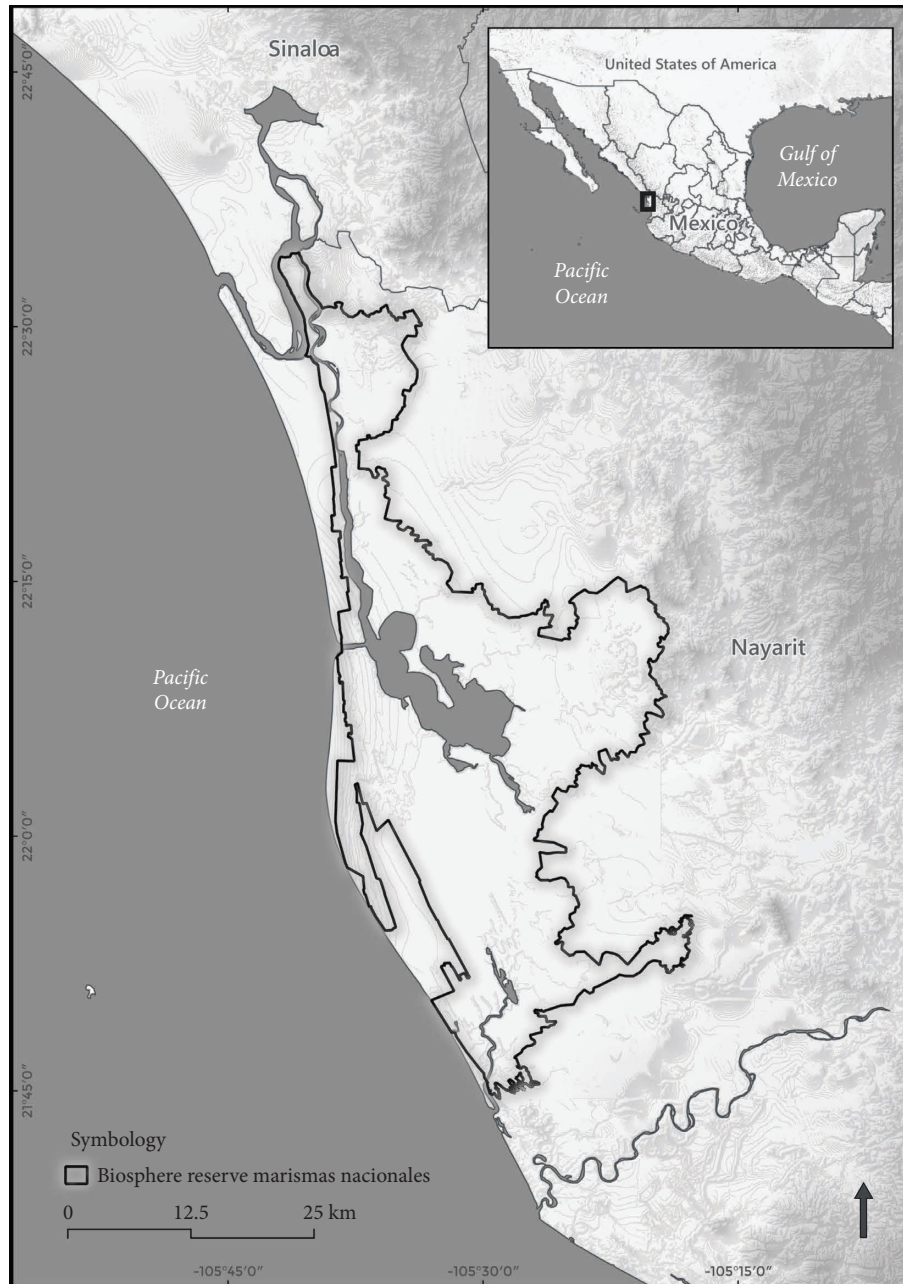 Sinaloa
22°45'0"
22°30'0"
22°15'0"
22°0'0"
21°45'0"
United States of America
Gulf of
Mexico
Mexico
Pacific
Ocean
Nayarit
Pacific
Ocean
Symbology
Biosphere reserve marismas nacionales
0 12.5 25 km
-105°45'0" -105°30'0" -105°15'0"